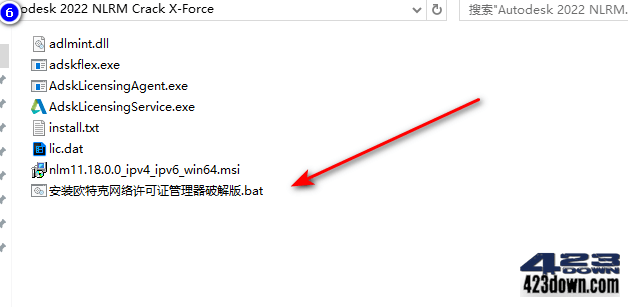 6
odesk 2022 NLRM Crack X-Force
搜索"Autodesk 2022 NLRM.
adlmint.dll
adskflex.exe
AdskLicensingAgent.exe
AdskLicensingService.exe
install.txt
lic.dat
nlm11.18.0.0_ipv4_ipv6_win64.msi
安装欧特克网络许可证管理器破解版.bat
423
DOWN
423down.com